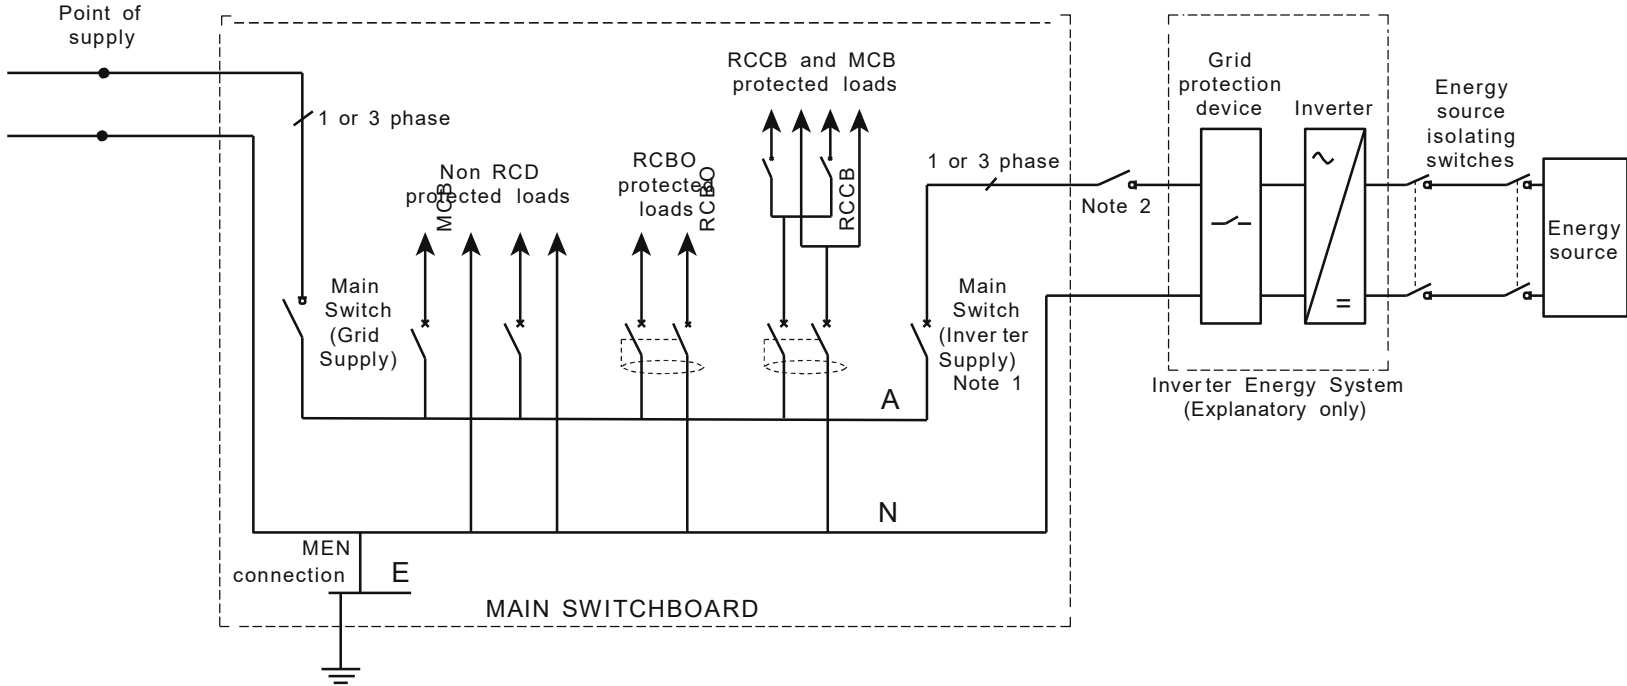 Point of
supply
1 or 3 phase
Main
Switch
(Grid
Supply)
Non RCD
protected loads
MCB
RCBO
protected
loads
RCBO
RCCB and MCB
protected loads
RCCB
1 or 3 phase
Main
Switch
(Inverter
Supply)
Note 1
Note 2
Grid
protection
device
Inverter
=
Inverter Energy System
(Explanatory only)
Energy
source
isolating
switches
Energy
source
A
N
MEN
connection
E
MAIN SWITCHBOARD